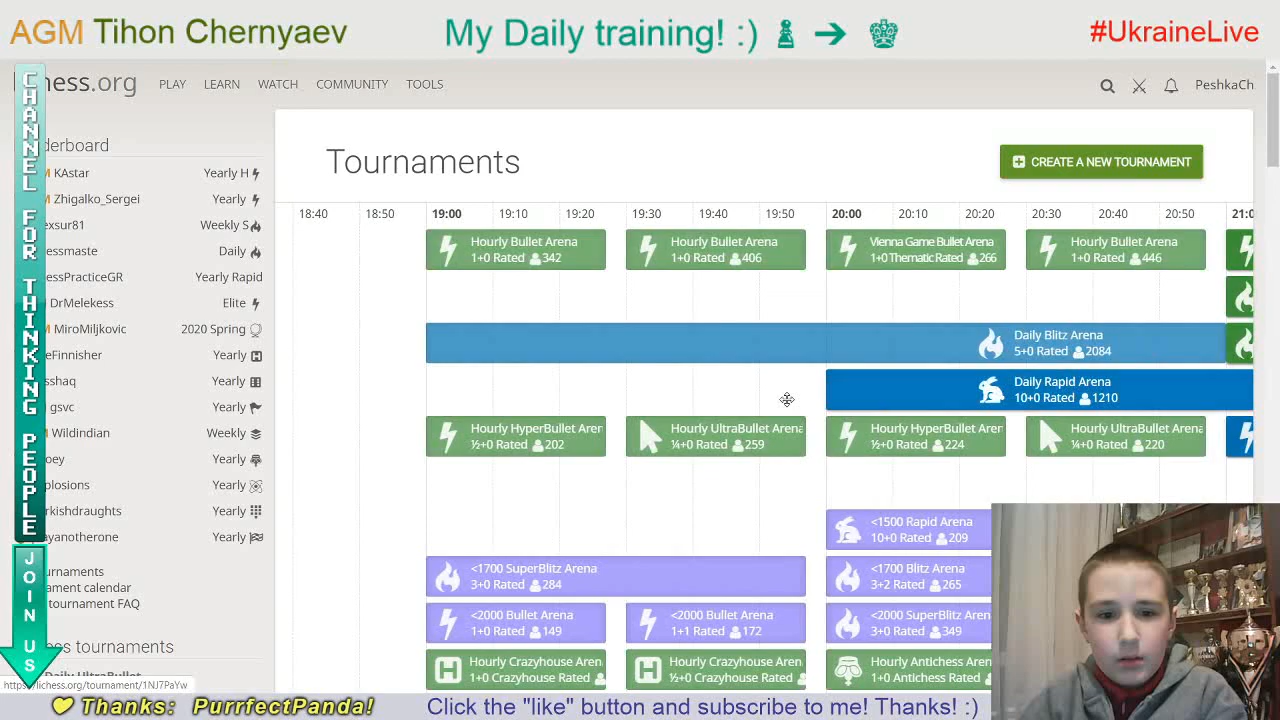 AGM Tihon Chernyaev
My Daily training! :) ♟ → ♚
#UkraineLive
CHANNEL FOR THINKING PEOPLE
JOIN US
hess.org
PLAY LEARN WATCH COMMUNITY TOOLS
PeshkaCh
derboard
KAstar Yearly H
Zhigalko_Sergei Yearly
exsur81 Weekly S
essmaste Daily
essPracticeGR Yearly Rapid
DrMelekess Elite
MiroMiljkovic 2020 Spring
eFinnisher Yearly
sshaq Yearly
gsvc Yearly
Wildindian Weekly
oey Yearly
plosions Yearly
rkishdraughts Yearly
ayanotherone Yearly
urnaments
nament calendar
tournament FAQ
es tournaments
Daily UltraBullet
https://lichess.org/tournament/1NJ7PaYw
Tournaments
CREATE A NEW TOURNAMENT
18:40 18:50 19:00 19:10 19:20 19:30 19:40 19:50 20:00 20:10 20:20 20:30 20:40 20:50 21:0
Hourly Bullet Arena
1+0 Rated 342
Hourly Bullet Arena
1+0 Rated 406
Vienna Game Bullet Arena
1+0 Thematic Rated 266
Hourly Bullet Arena
1+0 Rated 446
Daily Blitz Arena
5+0 Rated 2084
Daily Rapid Arena
10+0 Rated 1210
Hourly HyperBullet Aren
½+0 Rated 202
Hourly UltraBullet Arena
¼+0 Rated 259
Hourly HyperBullet Aren
½+0 Rated 224
Hourly UltraBullet Arena
¼+0 Rated 220
<1500 Rapid Arena
10+0 Rated 209
<1700 SuperBlitz Arena
3+0 Rated 284
<1700 Blitz Arena
3+2 Rated 265
<2000 Bullet Arena
1+0 Rated 149
<2000 Bullet Arena
1+1 Rated 172
<2000 SuperBlitz Arena
3+0 Rated 349
Hourly Crazyhouse Aren
1+0 Crazyhouse Rated
Hourly Crazyhouse Aren
½+0 Crazyhouse Rated
Hourly Antichess Aren
1+0 Antichess Rated
Thanks: PurrfectPanda!
Click the "like" button and subscribe to me! Thanks! :)